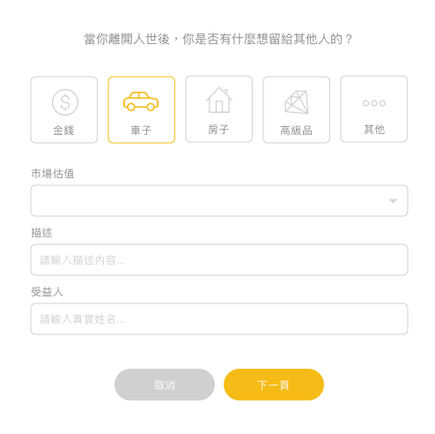 當你離開人世後，你是否有什麼想留給其他人的？
金錢
車子
房子
高級品
其他
市場估值
描述
請輸入描述內容...
受益人
請輸入真實姓名...
取消
下一頁